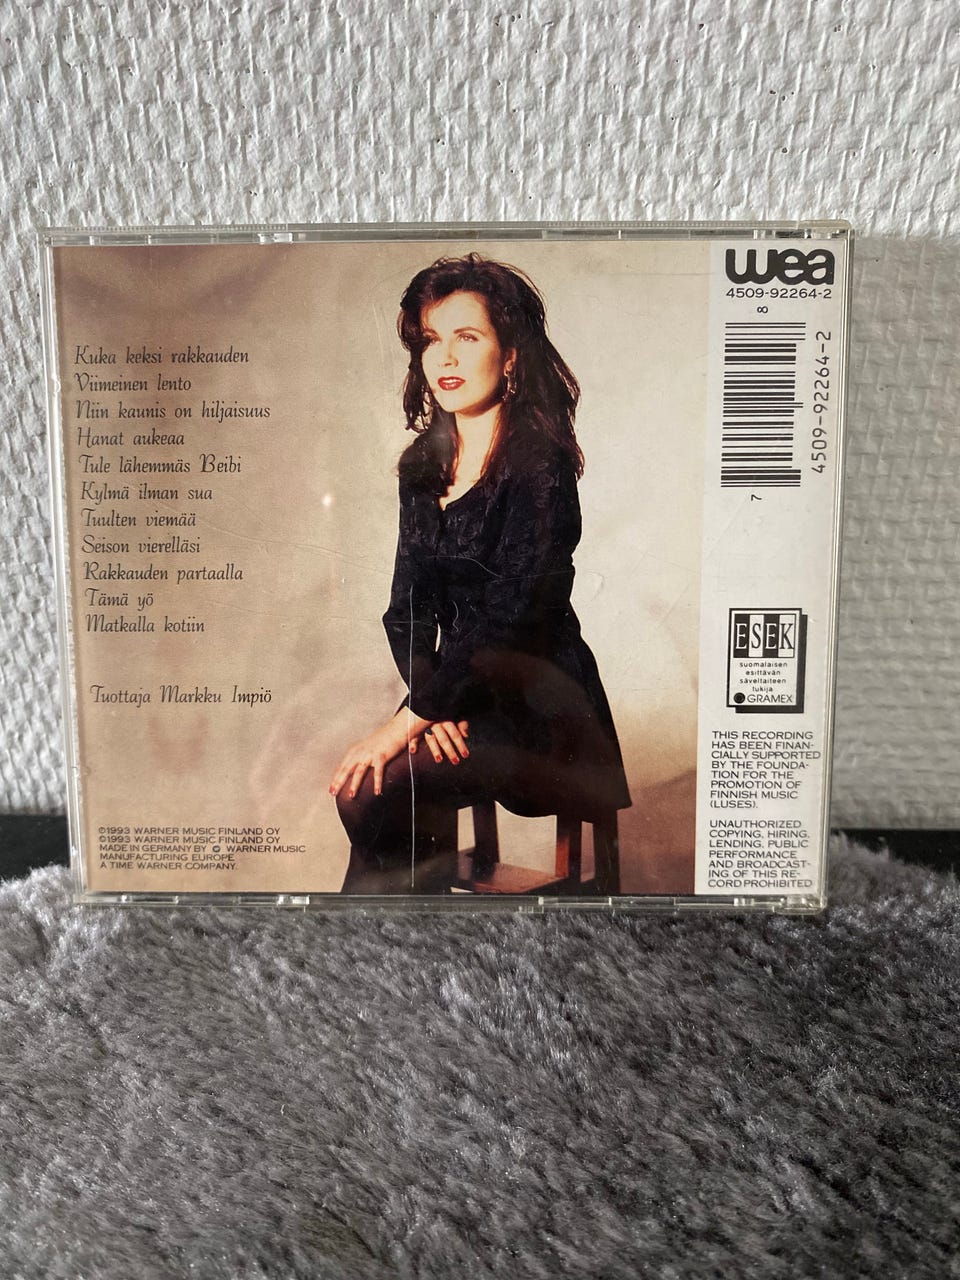 Kuka keksi rakkauden
Viimeinen lento
Niin kaunis on hiljaisuus
Hanat aukeaa
Tule lähemmäs Beibi
Kylmä ilman sua
Tuulten viemää
Seison vierelläsi
Rakkauden partaalla
Tämä yö
Matkalla kotiin
Tuottaja Markku Impiö
©1993 WARNER MUSIC FINLAND OY
©1993 WARNER MUSIC FINLAND OY
MADE IN GERMANY BY WARNER MUSIC
MANUFACTURING EUROPE
A TIME WARNER COMPANY.
wea
4509-92264-2
8
4509-92264-2
7
ESEK
suomalaisen
esittävän
säveltaiteen
tukija
GRAMEX
THIS RECORDING
HAS BEEN FINAN-
CIALLY SUPPORTED
BY THE FOUNDA-
TION FOR THE
PROMOTION OF
FINNISH MUSIC
(LUSES).
UNAUTHORIZED
COPYING, HIRING,
LENDING, PUBLIC
PERFORMANCE
AND BROADCAST-
ING OF THIS RE-
CORD PROHIBITED